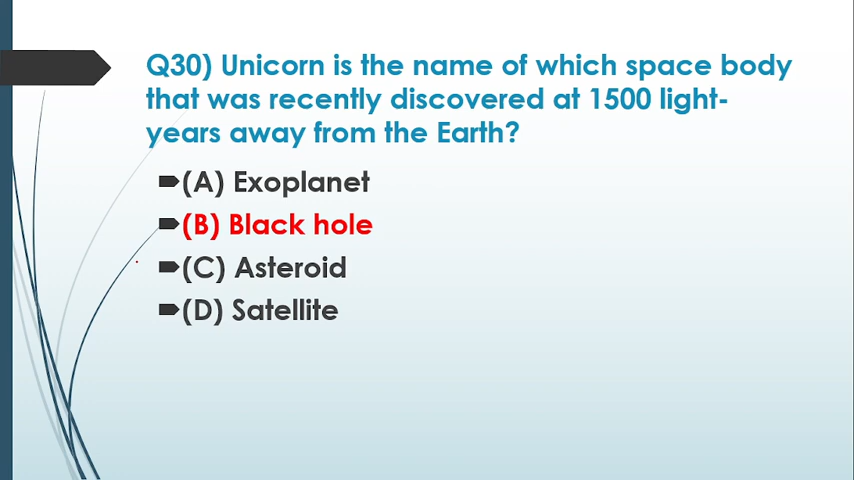 Q30) Unicorn is the name of which space body
that was recently discovered at 1500 light-
years away from the Earth?
(A) Exoplanet
(B) Black hole
(C) Asteroid
(D) Satellite